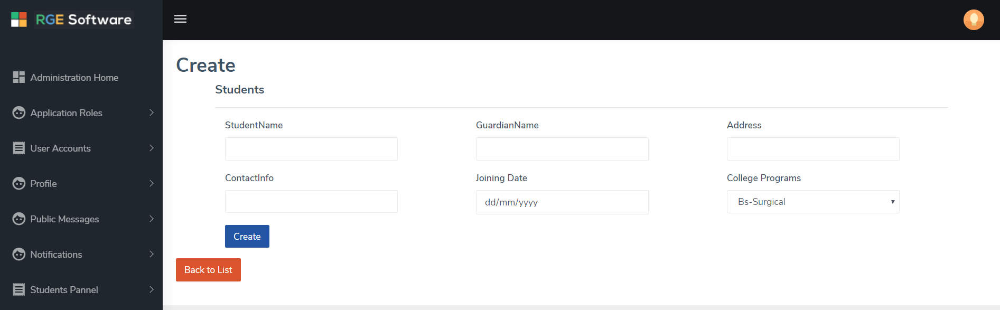 RGE Software
Administration Home
Application Roles
User Accounts
Profile
Public Messages
Notifications
Students Pannel
Create
Students
StudentName
GuardianName
Address
ContactInfo
Joining Date
College Programs
dd/mm/yyyy
Bs-Surgical
Create
Back to List